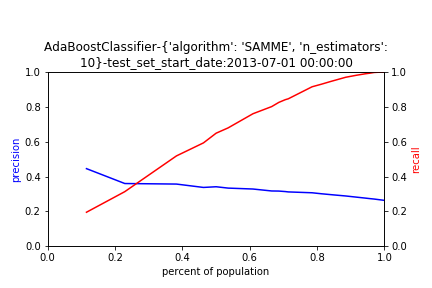 AdaBoostClassifier-{'algorithm': 'SAMME', 'n_estimators':
10}-test_set_start_date:2013-07-01 00:00:00
1.0
0.8
0.6
0.4
0.2
0.0
precision
1.0
0.8
0.6
0.4
0.2
0.0
recall
0.0 0.2 0.4 0.6 0.8 1.0
percent of population